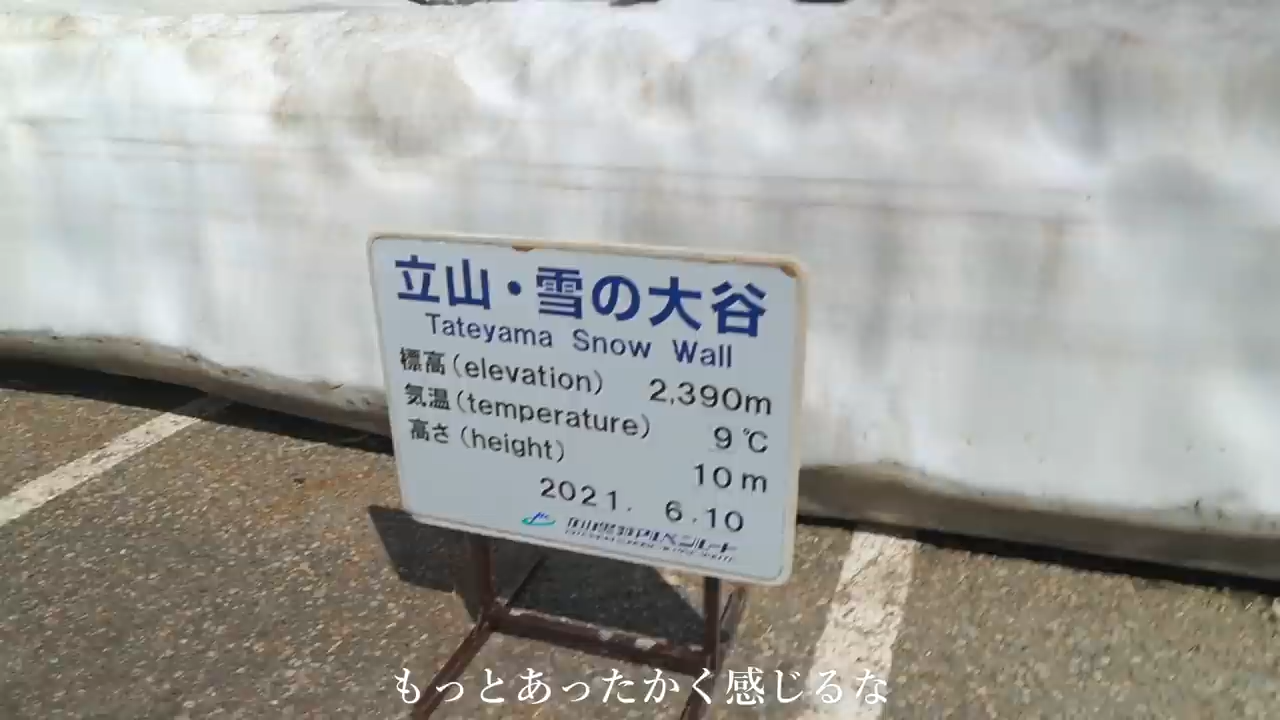 立山・雪の大谷
Tateyama Snow Wall
標高(elevation) 2,390m
気温(temperature) 9℃
高さ(height) 10m
2021. 6.10
もっとあったかく感じるな